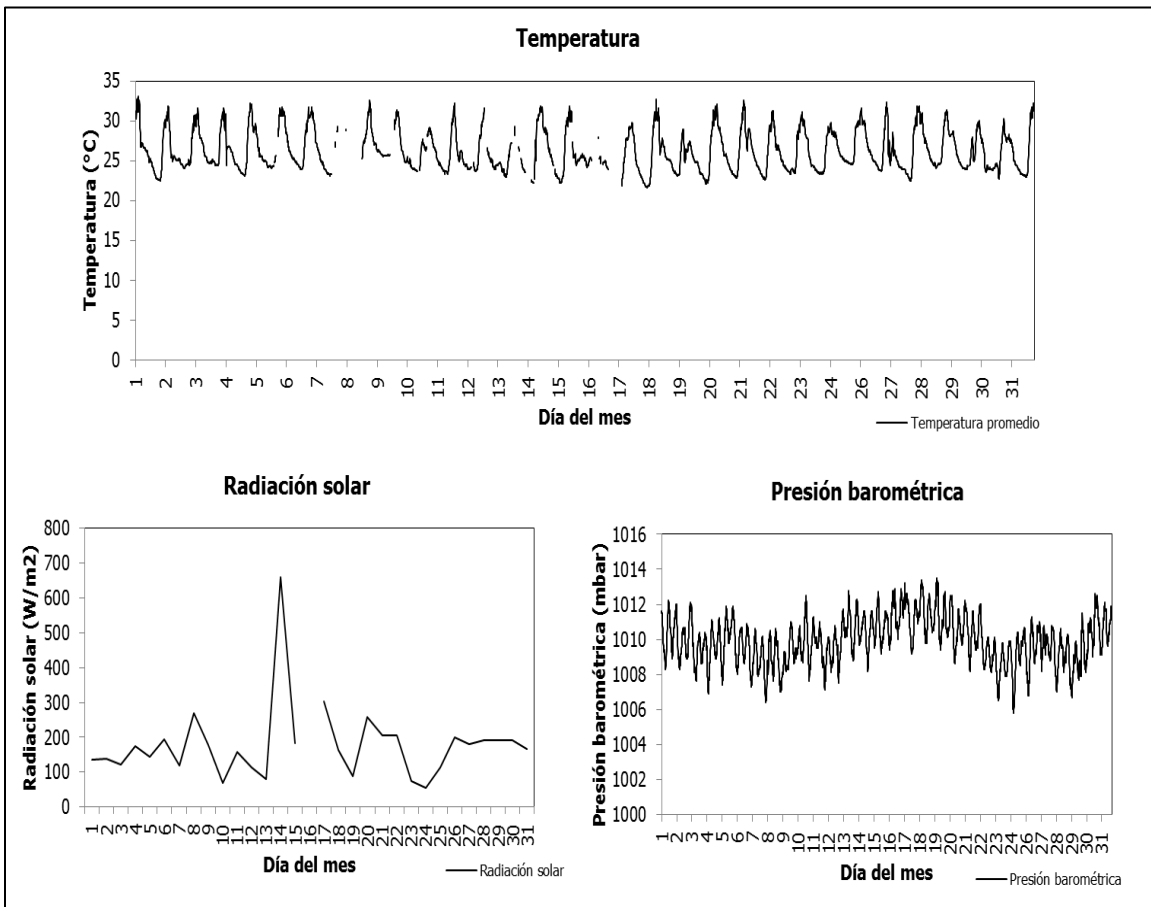 Temperatura
Temperatura (°C)
35
30
25
20
15
10
5
0
1 2 3 4 5 6 7 8 9 10 11 12 13 14 15 16 17 18 19 20 21 22 23 24 25 26 27 28 29 30 31
Día del mes
Temperatura promedio
Radiación solar
Radiación solar (W/m2)
800
700
600
500
400
300
200
100
0
1 2 3 4 5 6 7 8 9 10 11 12 13 14 15 16 17 18 19 20 21 22 23 24 25 26 27 28 29 30 31
Día del mes
Radiación solar
Presión barométrica
Presión barométrica (mbar)
1016
1014
1012
1010
1008
1006
1004
1002
1000
1 2 3 4 5 6 7 8 9 10 11 12 13 14 15 16 17 18 19 20 21 22 23 24 25 26 27 28 29 30 31
Día del mes
Presión barométrica